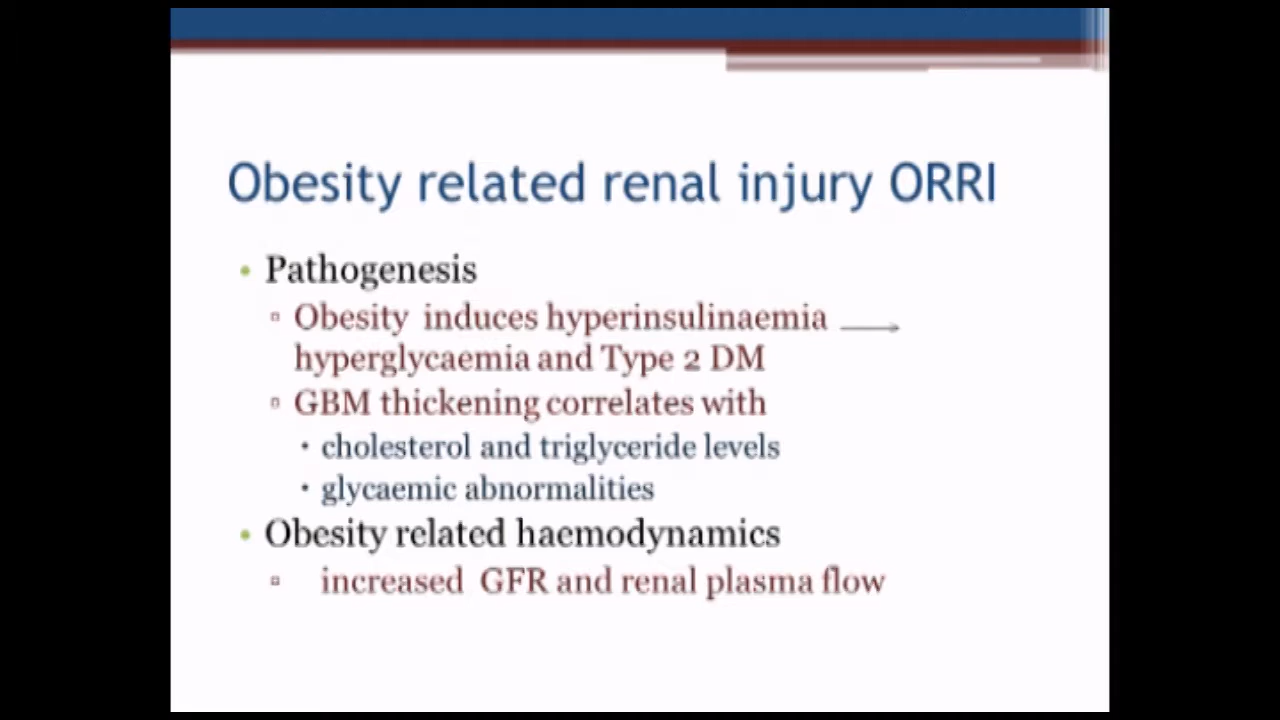 Obesity related renal injury ORRI
• Pathogenesis
▫ Obesity induces hyperinsulinaemia →
hyperglycaemia and Type 2 DM
▫ GBM thickening correlates with
• cholesterol and triglyceride levels
• glycaemic abnormalities
• Obesity related haemodynamics
▫ increased GFR and renal plasma flow